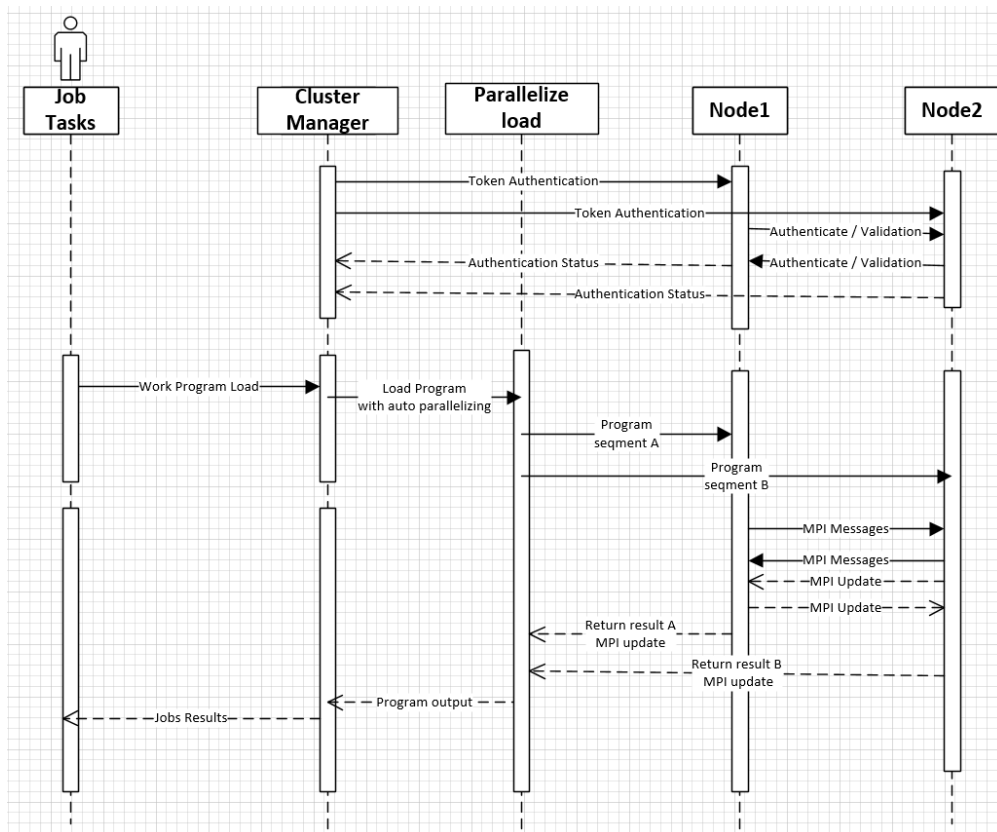 Job
Tasks
Cluster
Manager
Parallelize
load
Node1
Node2
Token Authentication
Token Authentication
Authenticate / Validation
Authentication Status
Authenticate / Validation
Authentication Status
Work Program Load
Load Program
with auto parallelizing
Program
seqment A
Program
seqment B
MPI Messages
MPI Messages
MPI Update
MPI Update
Return result A
MPI update
Return result B
MPI update
Program output
Jobs Results